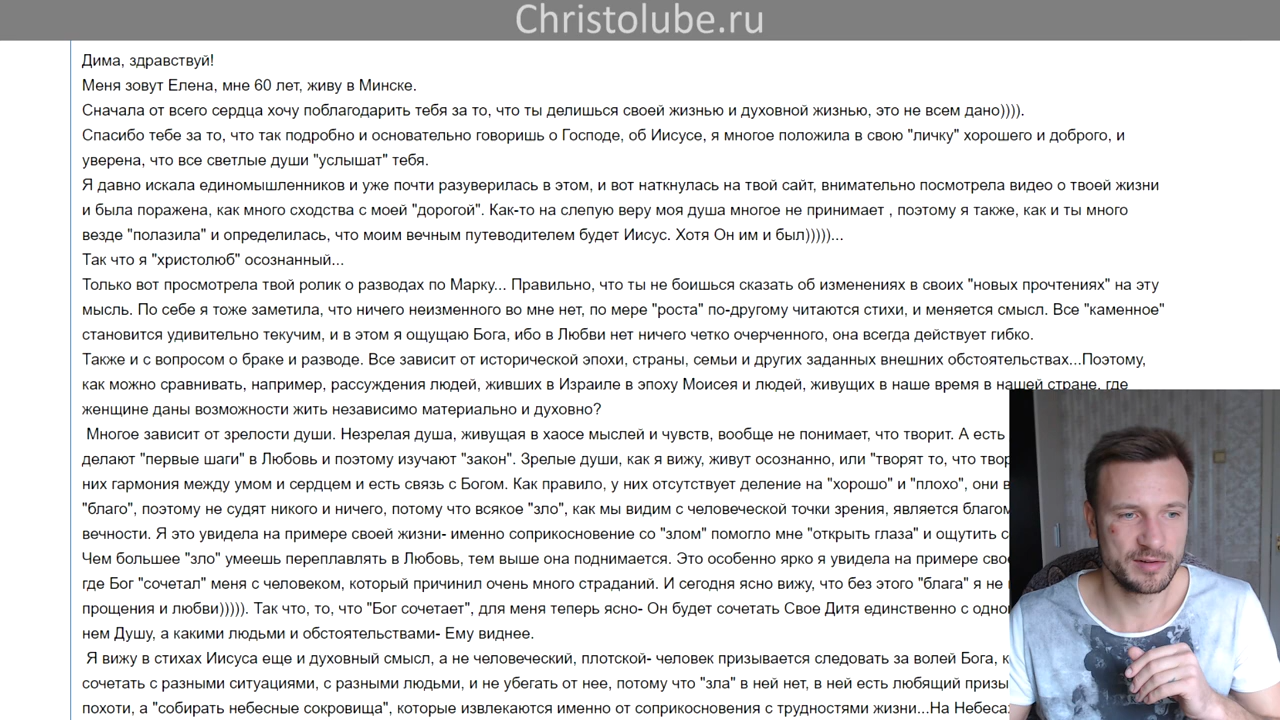 Christolube.ru
Дима, здравствуй!
Меня зовут Елена, мне 60 лет, живу в Минске.
Сначала от всего сердца хочу поблагодарить тебя за то, что ты делишься своей жизнью и духовной жизнью, это не всем дано)))).
Спасибо тебе за то, что так подробно и основательно говоришь о Господе, об Иисусе, я многое положила в свою "личку" хорошего и доброго, и
уверена, что все светлые души "услышат" тебя.
Я давно искала единомышленников и уже почти разуверилась в этом, и вот наткнулась на твой сайт, внимательно посмотрела видео о твоей жизни
и была поражена, как много сходства с моей "дорогой". Как-то на слепую веру моя душа многое не принимает , поэтому я также, как и ты много
везде "полазила" и определилась, что моим вечным путеводителем будет Иисус. Хотя Он им и был)))))...
Так что я "христолюб" осознанный...
Только вот просмотрела твой ролик о разводах по Марку... Правильно, что ты не боишься сказать об изменениях в своих "новых прочтениях" на эту
мысль. По себе я тоже заметила, что ничего неизменного во мне нет, по мере "роста" по-другому читаются стихи, и меняется смысл. Все "каменное"
становится удивительно текучим, и в этом я ощущаю Бога, ибо в Любви нет ничего четко очерченного, она всегда действует гибко.
Также и с вопросом о браке и разводе. Все зависит от исторической эпохи, страны, семьи и других заданных внешних обстоятельствах...Поэтому,
как можно сравнивать, например, рассуждения людей, живших в Израиле в эпоху Моисея и людей, живущих в наше время в нашей стране, где
женщине даны возможности жить независимо материально и духовно?
Многое зависит от зрелости души. Незрелая душа, живущая в хаосе мыслей и чувств, вообще не понимает, что творит. А есть
делают "первые шаги" в Любовь и поэтому изучают "закон". Зрелые души, как я вижу, живут осознанно, или "творят то, что
них гармония между умом и сердцем и есть связь с Богом. Как правило, у них отсутствует деление на "хорошо" и "плохо", они
"благо", поэтому не судят никого и ничего, потому что всякое "зло", как мы видим с человеческой точки зрения, является благом
вечности. Я это увидела на примере своей жизни- именно соприкосновение со "злом" помогло мне "открыть глаза" и ощутить
Чем большее "зло" умеешь переплавлять в Любовь, тем выше она поднимается. Это особенно ярко я увидела на примере
где Бог "сочетал" меня с человеком, который причинил очень много страданий. И сегодня ясно вижу, что без этого "блага" я не
прощения и любви))))). Так что, то, что "Бог сочетает", для меня теперь ясно- Он будет сочетать Свое Дитя единственно с
нем Душу, а какими людьми и обстоятельствами- Ему виднее.
Я вижу в стихах Иисуса еще и духовный смысл, а не человеческий, плотской- человек призывается следовать за волей Бога,
сочетать с разными ситуациями, с разными людьми, и не убегать от нее, потому что "зла" в ней нет, в ней есть любящий
похоти, а "собирать небесные сокровища", которые извлекаются именно от соприкосновения с трудностями жизни...На